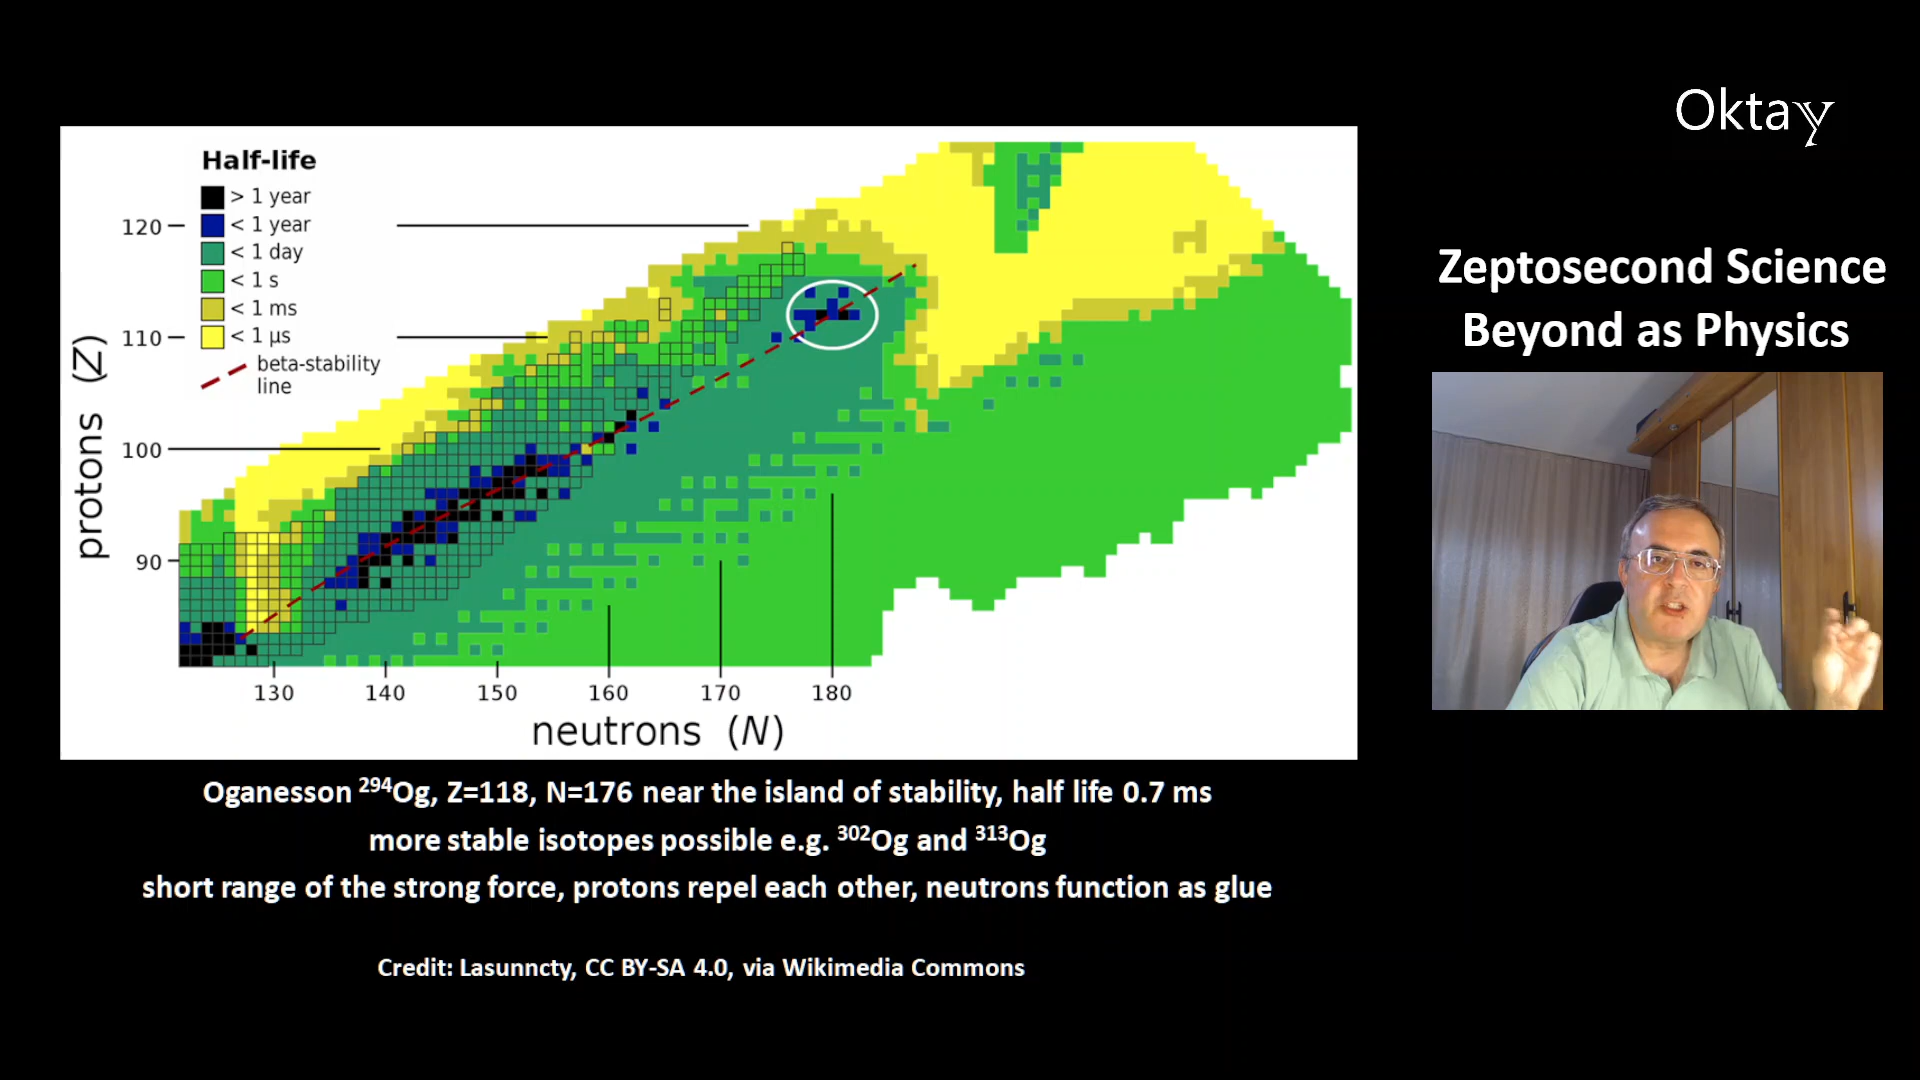 Oktay
Zeptosecond Science
Beyond as Physics
Half-life
> 1 year
< 1 year
< 1 day
< 1 s
< 1 ms
< 1 µs
beta-stability
line
protons (Z)
120
110
100
90
130 140 150 160 170 180
neutrons (N)
Oganesson ²⁹⁴Og, Z=118, N=176 near the island of stability, half life 0.7 ms
more stable isotopes possible e.g. ³⁰²Og and ³¹³Og
short range of the strong force, protons repel each other, neutrons function as glue
Credit: Lasunncty, CC BY-SA 4.0, via Wikimedia Commons